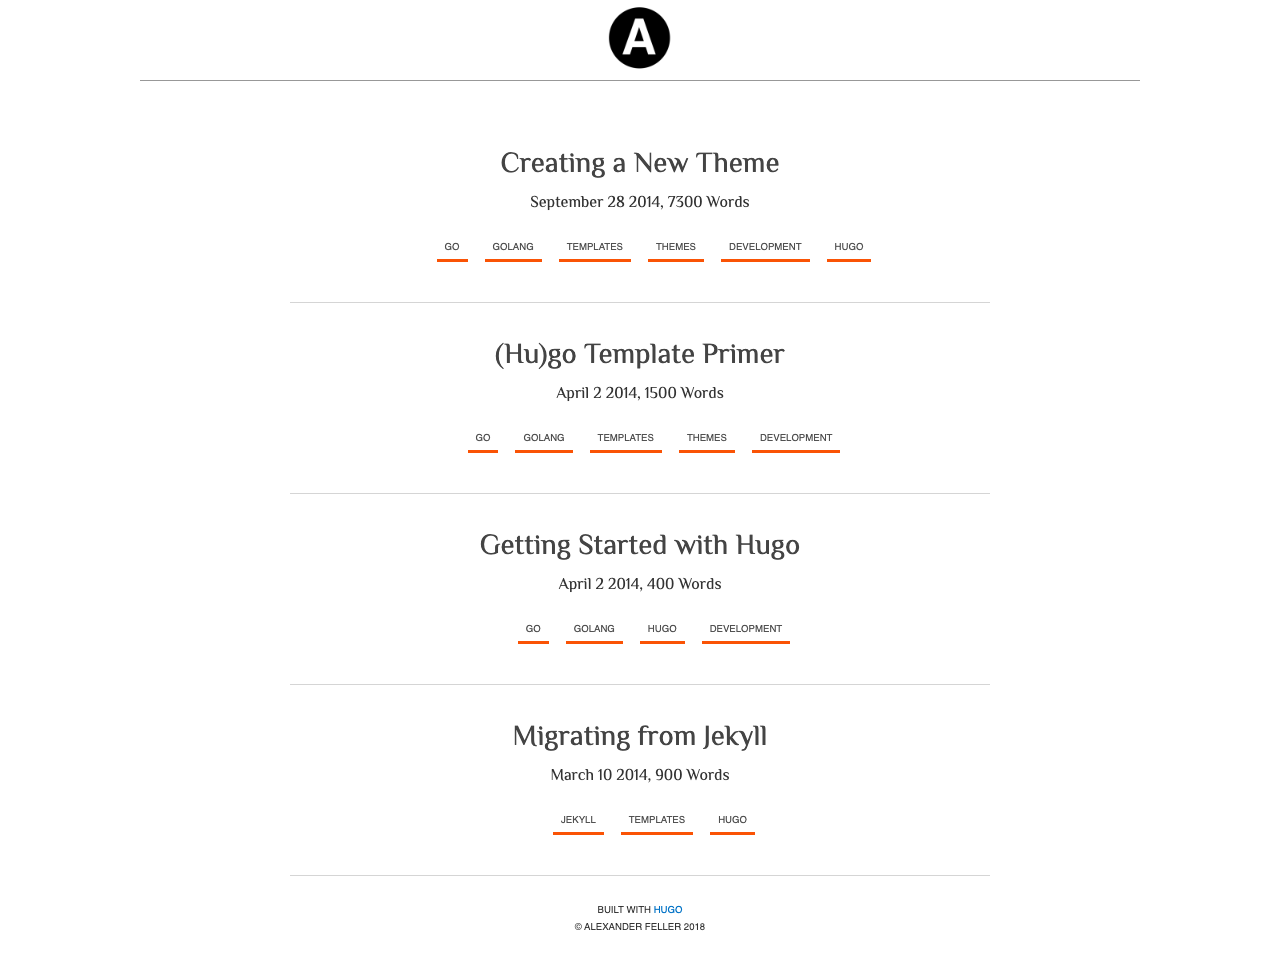 A
Creating a New Theme
September 28 2014, 7300 Words
GO GOLANG TEMPLATES THEMES DEVELOPMENT HUGO
(Hu)go Template Primer
April 2 2014, 1500 Words
GO GOLANG TEMPLATES THEMES DEVELOPMENT
Getting Started with Hugo
April 2 2014, 400 Words
GO GOLANG HUGO DEVELOPMENT
Migrating from Jekyll
March 10 2014, 900 Words
JEKYLL TEMPLATES HUGO
BUILT WITH HUGO
© ALEXANDER FELLER 2018